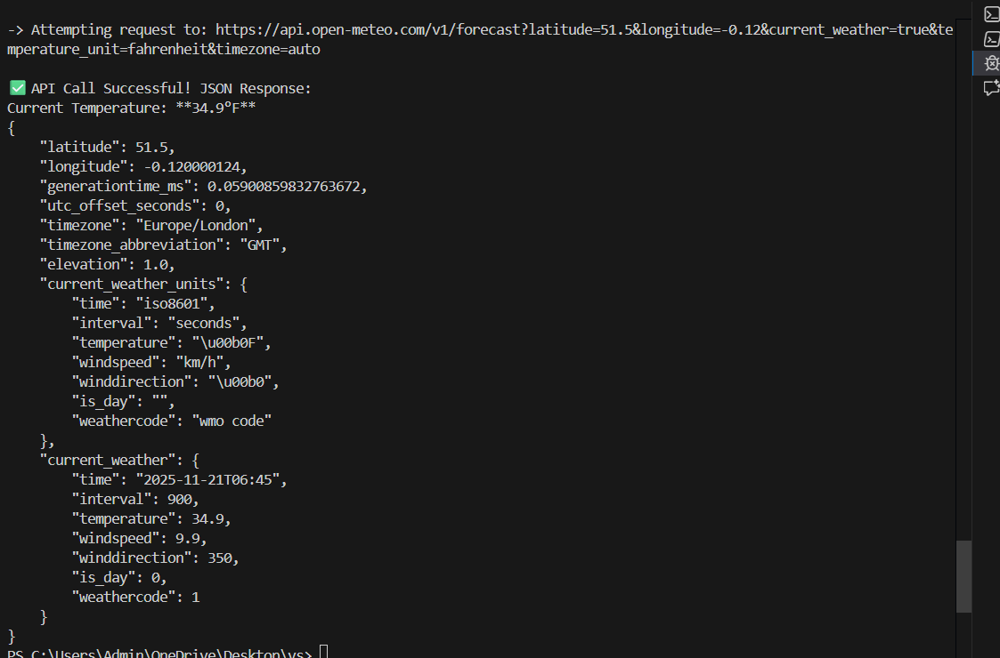 -> Attempting request to: https://api.open-meteo.com/v1/forecast?latitude=51.5&longitude=-0.12&current_weather=true&te
mperature_unit=fahrenheit&timezone=auto
✅ API Call Successful! JSON Response:
Current Temperature: **34.9°F**
{
    "latitude": 51.5,
    "longitude": -0.120000124,
    "generationtime_ms": 0.05900859832763672,
    "utc_offset_seconds": 0,
    "timezone": "Europe/London",
    "timezone_abbreviation": "GMT",
    "elevation": 1.0,
    "current_weather_units": {
        "time": "iso8601",
        "interval": "seconds",
        "temperature": "\u00b0F",
        "windspeed": "km/h",
        "winddirection": "\u00b0",
        "is_day": "",
        "weathercode": "wmo code"
    },
    "current_weather": {
        "time": "2025-11-21T06:45",
        "interval": 900,
        "temperature": 34.9,
        "windspeed": 9.9,
        "winddirection": 350,
        "is_day": 0,
        "weathercode": 1
    }
}
PS C:\Users\Admin\OneDrive\Desktop\vs>